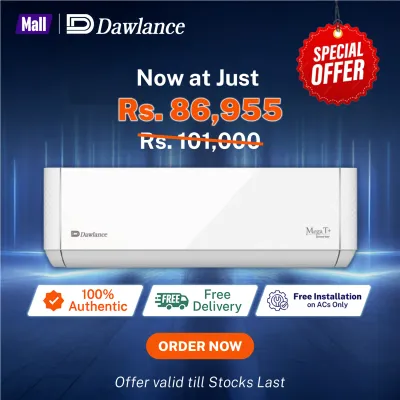 Mall
Dawlance
SPECIAL
OFFER
Now at Just
Rs. 86,955
Rs. 101,000
Dawlance
Mega T+
Inverter
100%
Authentic
FREE
Free
Delivery
Free Installation
on ACs Only
ORDER NOW
Offer valid till Stocks Last